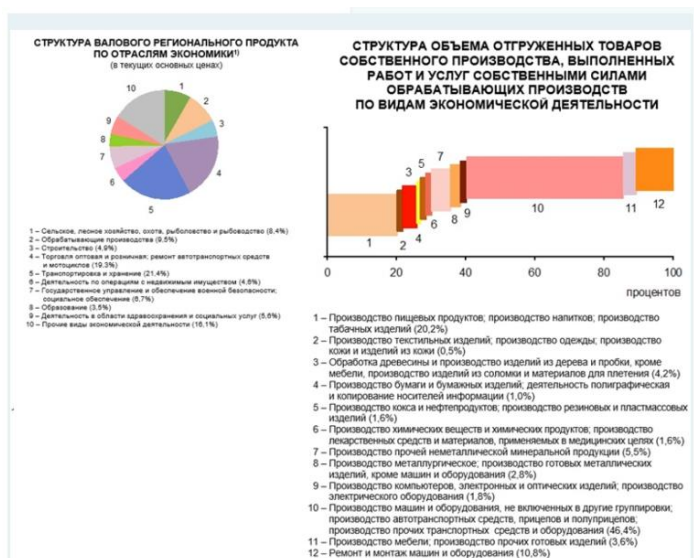 СТРУКТУРА ВАЛОВОГО РЕГИОНАЛЬНОГО ПРОДУКТА
ПО ОТРАСЛЯМ ЭКОНОМИКИ¹⁾
(в текущих основных ценах)
10
1
2
9
3
8
7
4
6
5
1 – Сельское, лесное хозяйство, охота, рыболовство и рыбоводство (8,4%)
2 – Обрабатывающие производства (9,5%)
3 – Строительство (4,9%)
4 – Торговля оптовая и розничная; ремонт автотранспортных средств
и мотоциклов (19,3%)
5 – Транспортировка и хранение (21,4%)
6 – Деятельность по операциям с недвижимым имуществом (4,6%)
7 – Государственное управление и обеспечение военной безопасности;
социальное обеспечение (6,7%)
8 – Образование (3,5%)
9 – Деятельность в области здравоохранения и социальных услуг (5,6%)
10 – Прочие виды экономической деятельности (16,1%)
СТРУКТУРА ОБЪЕМА ОТГРУЖЕННЫХ ТОВАРОВ
СОБСТВЕННОГО ПРОИЗВОДСТВА, ВЫПОЛНЕННЫХ
РАБОТ И УСЛУГ СОБСТВЕННЫМИ СИЛАМИ
ОБРАБАТЫВАЮЩИХ ПРОИЗВОДСТВ
ПО ВИДАМ ЭКОНОМИЧЕСКОЙ ДЕЯТЕЛЬНОСТИ
1
2
3
4
5
6
7
8
9
10
11
12
0 20 40 60 80 100
процентов
1 – Производство пищевых продуктов; производство напитков; производство
табачных изделий (20,2%)
2 – Производство текстильных изделий; производство одежды; производство
кожи и изделий из кожи (0,5%)
3 – Обработка древесины и производство изделий из дерева и пробки, кроме
мебели, производство изделий из соломки и материалов для плетения (4,2%)
4 – Производство бумаги и бумажных изделий; деятельность полиграфическая
и копирование носителей информации (1,0%)
5 – Производство кокса и нефтепродуктов; производство резиновых и пластмассовых
изделий (1,6%)
6 – Производство химических веществ и химических продуктов; производство
лекарственных средств и материалов, применяемых в медицинских целях (1,6%)
7 – Производство прочей неметаллической минеральной продукции (5,5%)
8 – Производство металлургическое; производство готовых металлических
изделий, кроме машин и оборудования (2,8%)
9 – Производство компьютеров, электронных и оптических изделий; производство
электрического оборудования (1,8%)
10 – Производство машин и оборудования, не включенных в другие группировки;
производство автотранспортных средств, прицепов и полуприцепов;
производство прочих транспортных средств и оборудования (46,4%)
11 – Производство мебели; производство прочих готовых изделий (3,6%)
12 – Ремонт и монтаж машин и оборудования (10,8%)